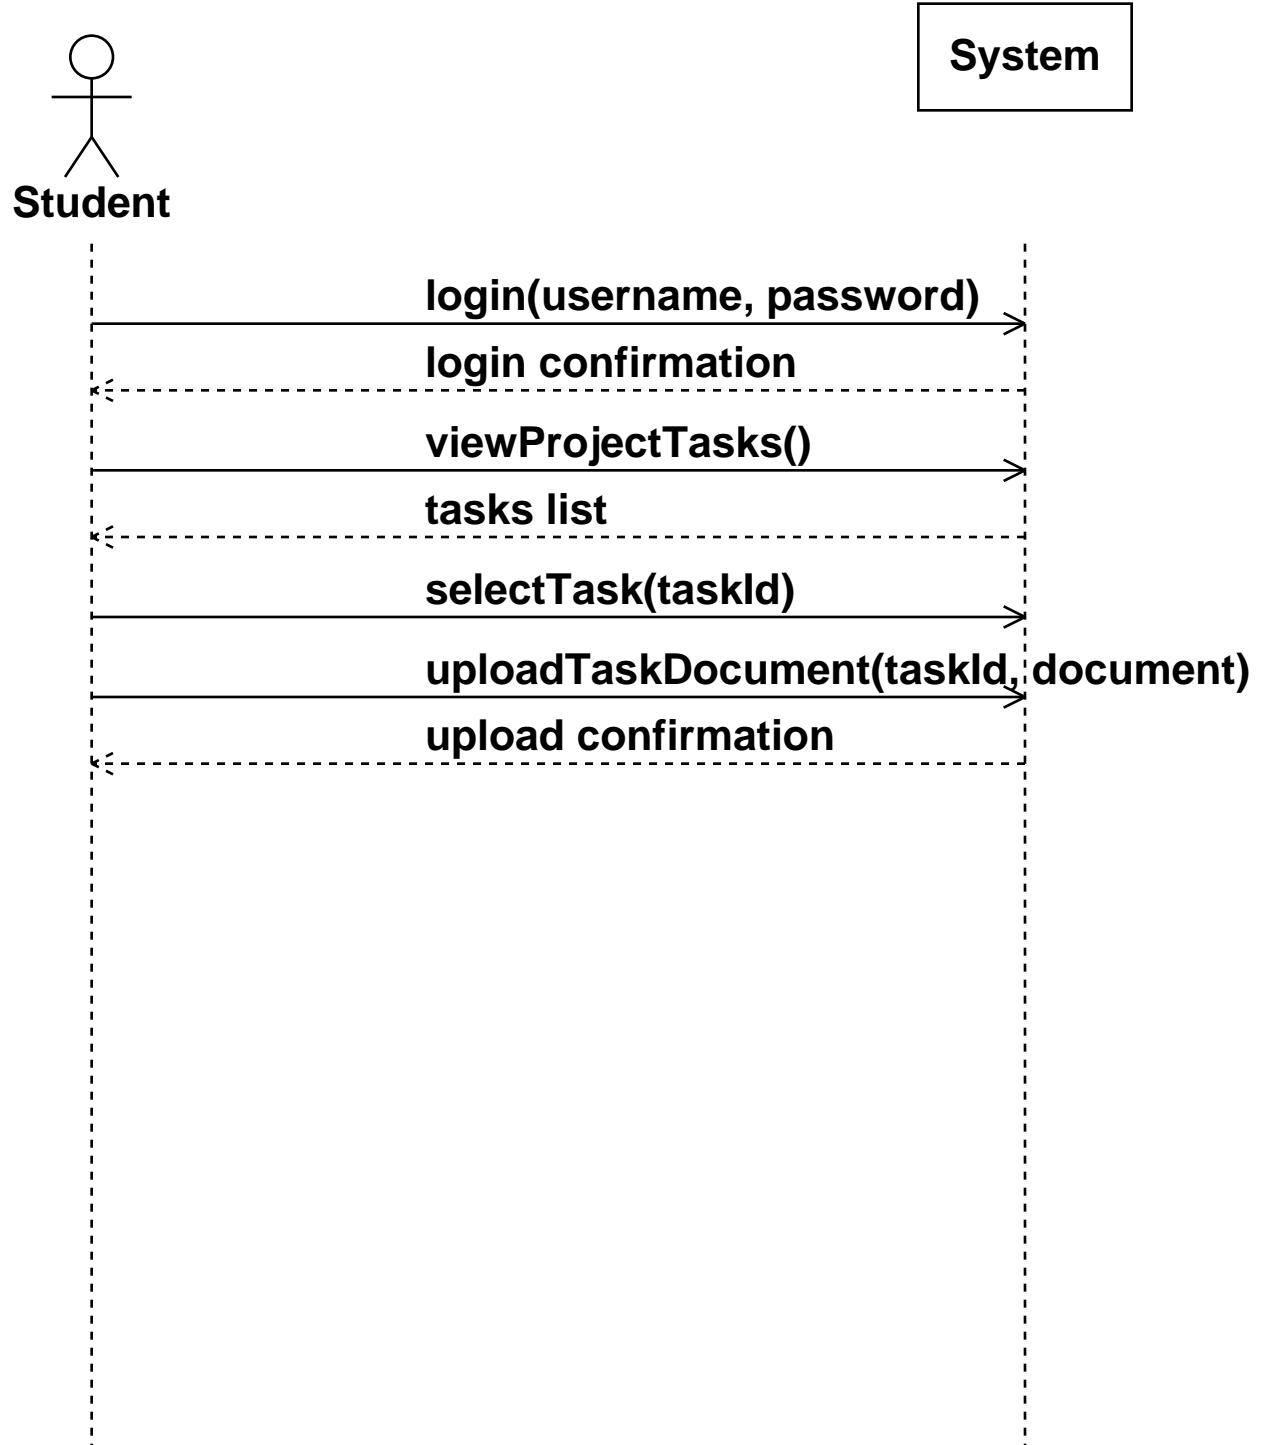 System
Student
login(username, password)
login confirmation
viewProjectTasks()
tasks list
selectTask(taskId)
uploadTaskDocument(taskId, document)
upload confirmation